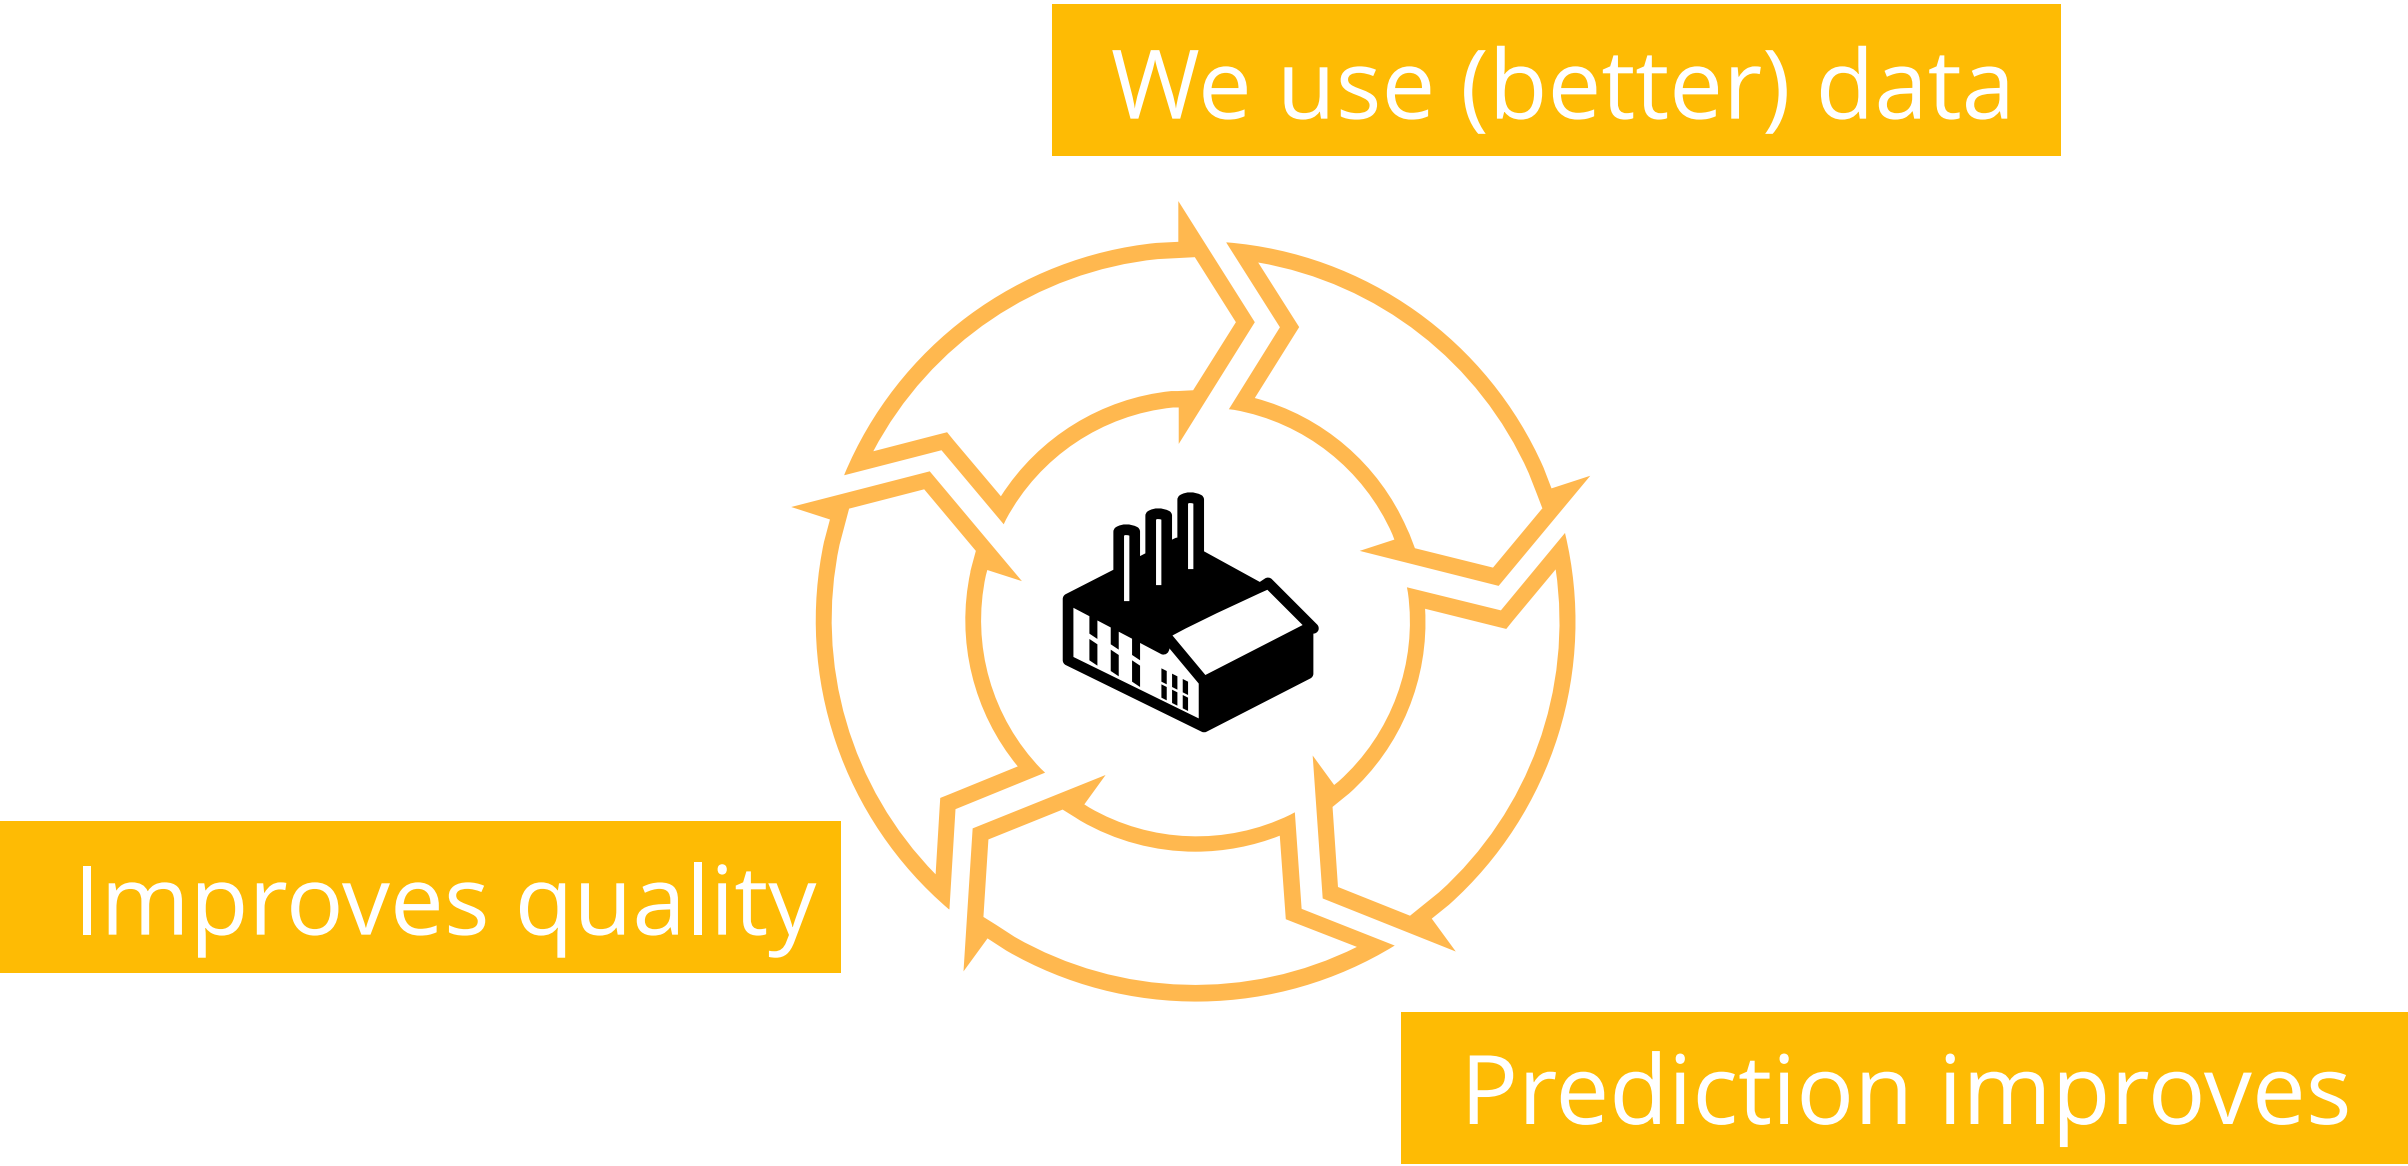 We use (better) data
Improves quality
Prediction improves